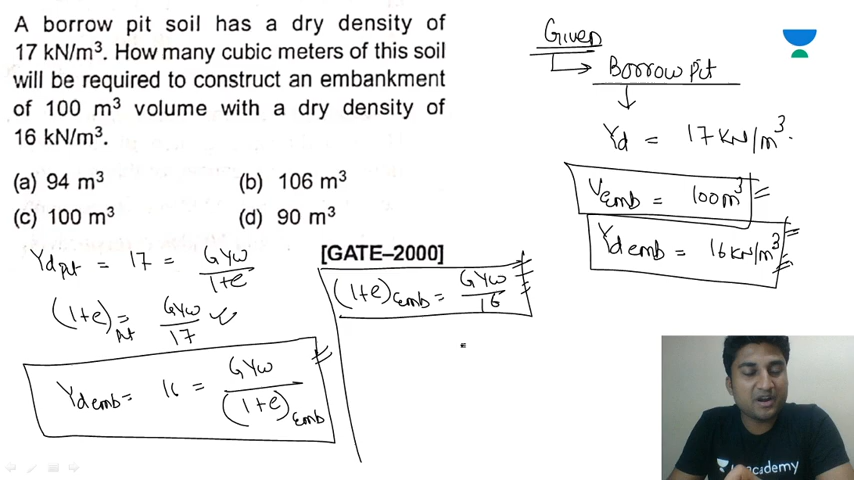 A borrow pit soil has a dry density of
17 kN/m³. How many cubic meters of this soil
will be required to construct an embankment
of 100 m³ volume with a dry density of
16 kN/m³.
(a) 94 m³ (b) 106 m³
(c) 100 m³ (d) 90 m³
[GATE–2000]
Given
Borrow Pit
γd = 17 kN/m³.
Vemb = 100m³
γd emb = 16 kN/m³
γd pit = 17 = Gγw / 1+e
(1+e)pit = Gγw / 17
γd emb = 16 = Gγw / (1+e)emb
(1+e)emb = Gγw / 16
academy